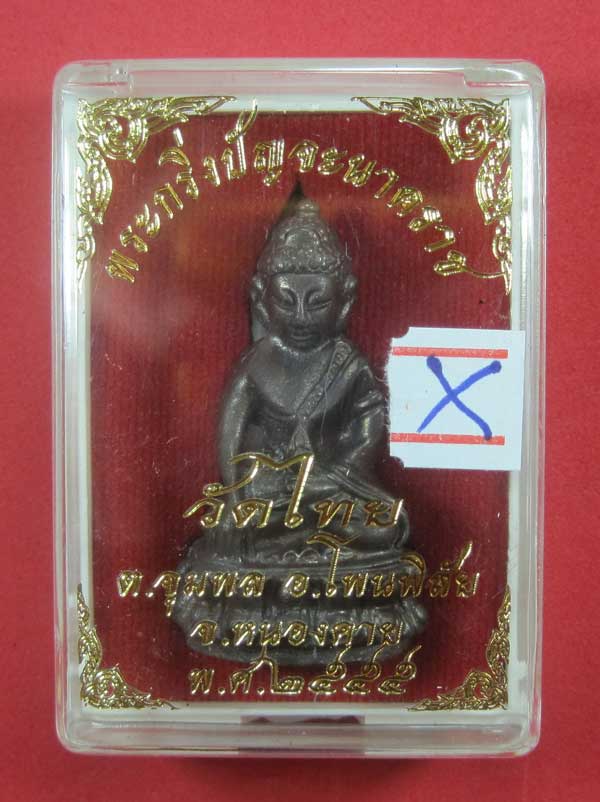 พระกริ่งปัญจะนาคราช
วัดไทย
ต.จุมพล อ.โพนพิสัย
จ.หนองคาย
พ.ศ.๒๕๔๕
X